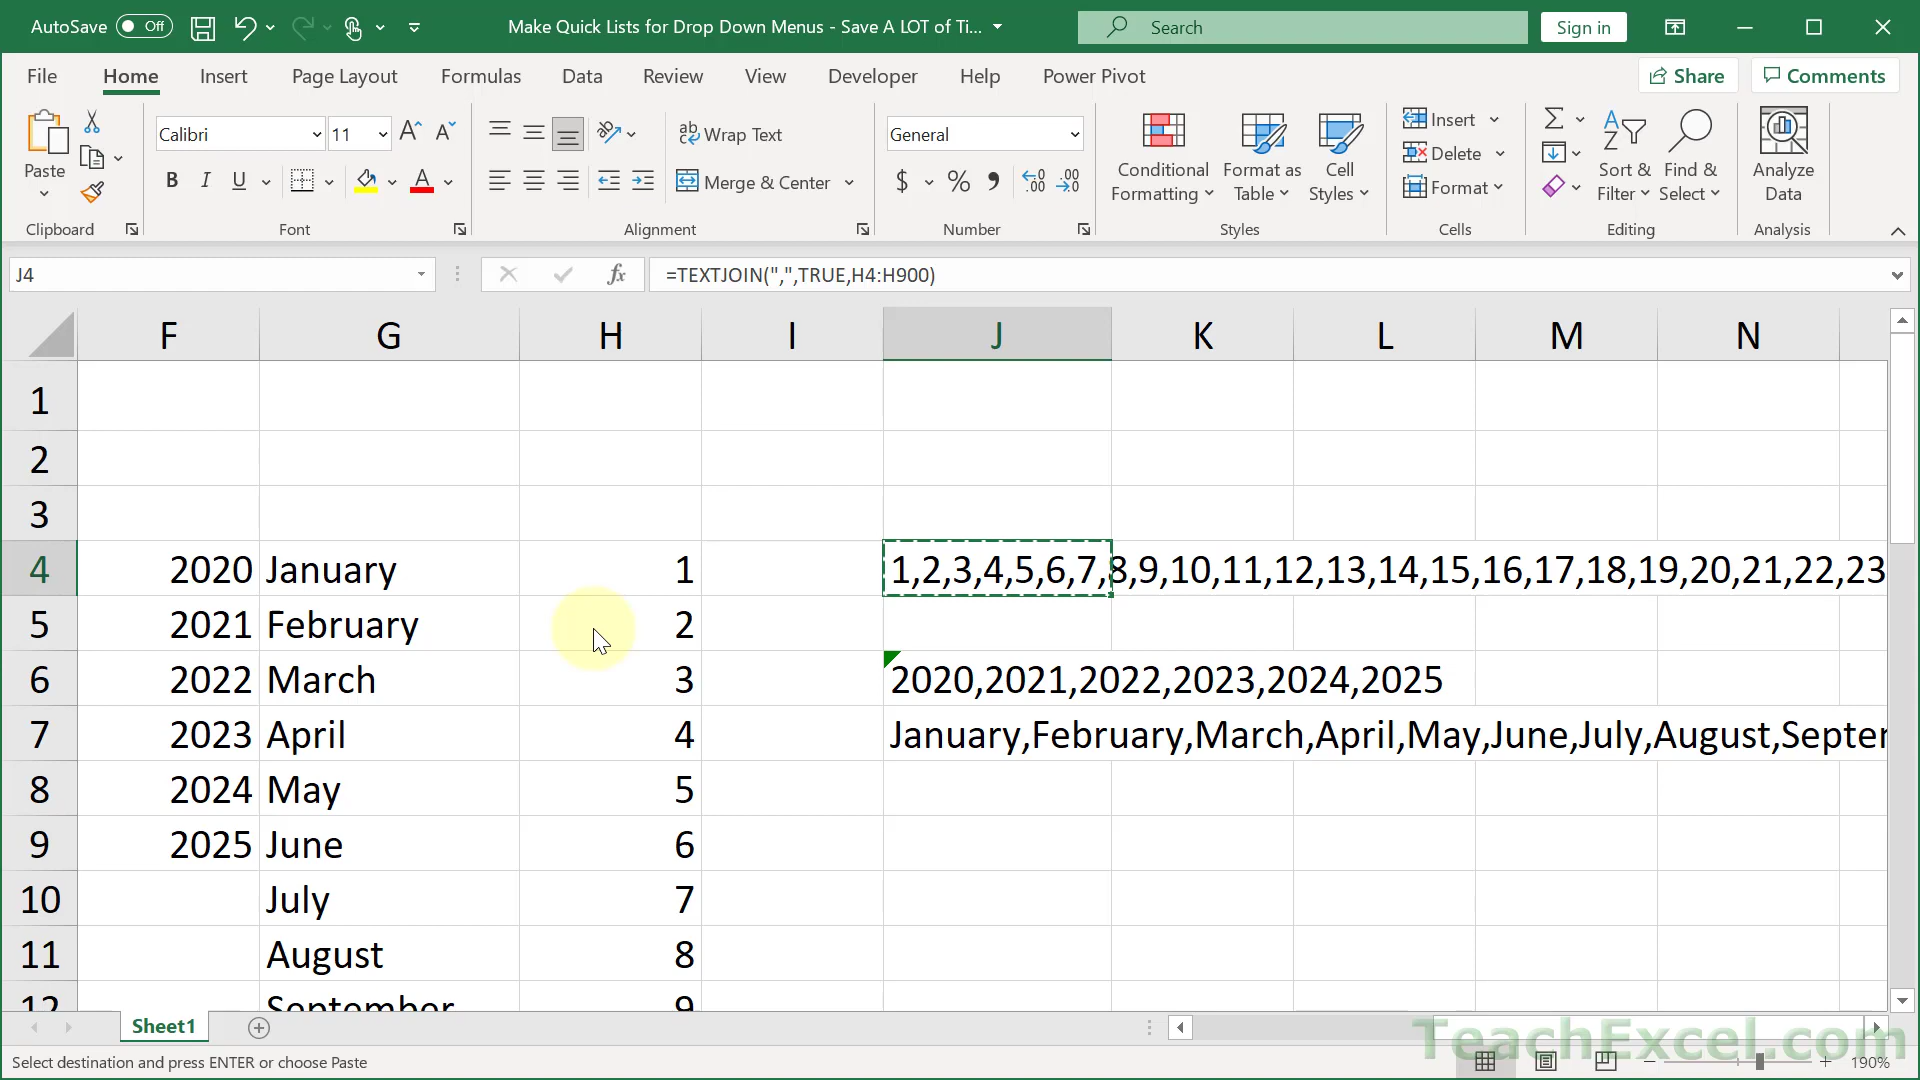 AutoSave Off Make Quick Lists for Drop Down Menus - Save A LOT of Ti... Search Sign in
File Home Insert Page Layout Formulas Data Review View Developer Help Power Pivot Share Comments
Paste
Clipboard
Calibri 11
B I U
Font
Wrap Text
Merge & Center
Alignment
General
$ % 9 .00
Number
Conditional Formatting
Format as Table
Cell Styles
Styles
Insert
Delete
Format
Cells
Sort & Filter
Find & Select
Editing
Analyze Data
Analysis
J4 fx =TEXTJOIN(",",TRUE,H4:H900)
F G H I J K L M N
1
2
3
4 2020 January 1 1,2,3,4,5,6,7,8,9,10,11,12,13,14,15,16,17,18,19,20,21,22,23
5 2021 February 2
6 2022 March 3 2020,2021,2022,2023,2024,2025
7 2023 April 4 January,February,March,April,May,June,July,August,Septer
8 2024 May 5
9 2025 June 6
10 July 7
11 August 8
12 September 9
Sheet1
TeachExcel.com
Select destination and press ENTER or choose Paste 190%